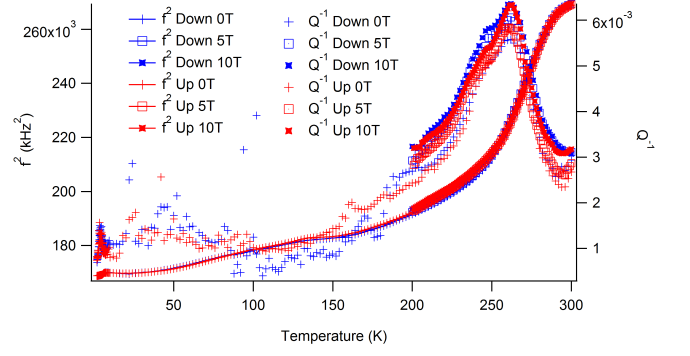 260x10³
240
220
200
180
f² (kHz²)
f² Down 0T
f² Down 5T
f² Down 10T
f² Up 0T
f² Up 5T
f² Up 10T
Q⁻¹ Down 0T
Q⁻¹ Down 5T
Q⁻¹ Down 10T
Q⁻¹ Up 0T
Q⁻¹ Up 5T
Q⁻¹ Up 10T
6x10⁻³
5
4
3
2
1
Q⁻¹
50 100 150 200 250 300
Temperature (K)